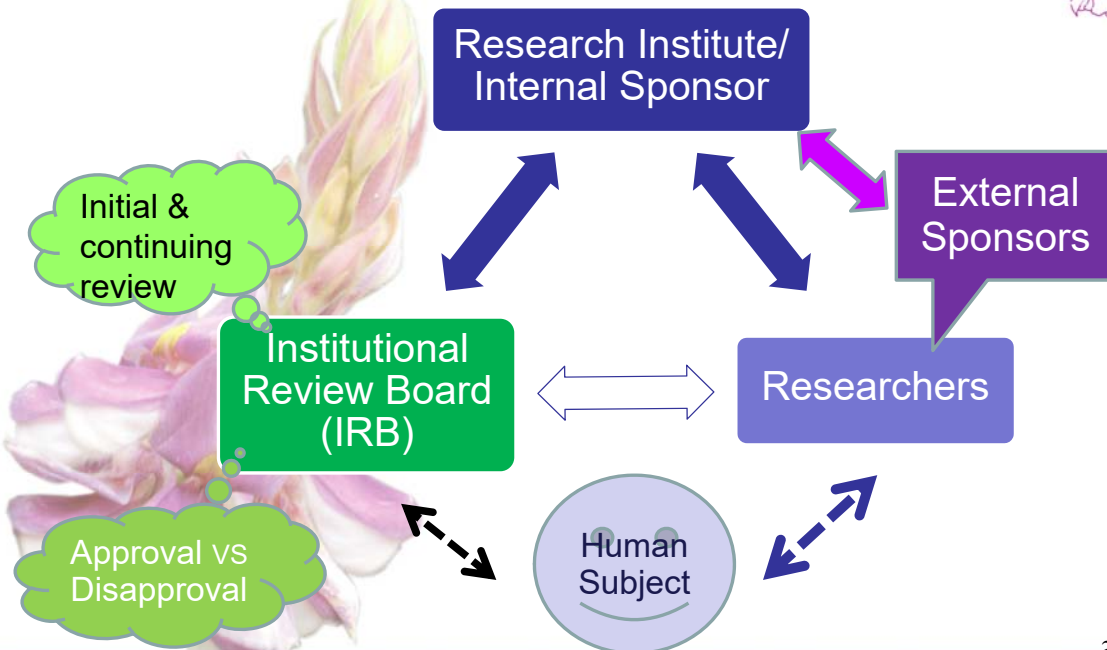 Research Institute/
Internal Sponsor
External
Sponsors
Initial &
continuing
review
Institutional
Review Board
(IRB)
Researchers
Human
Subject
Approval VS
Disapproval